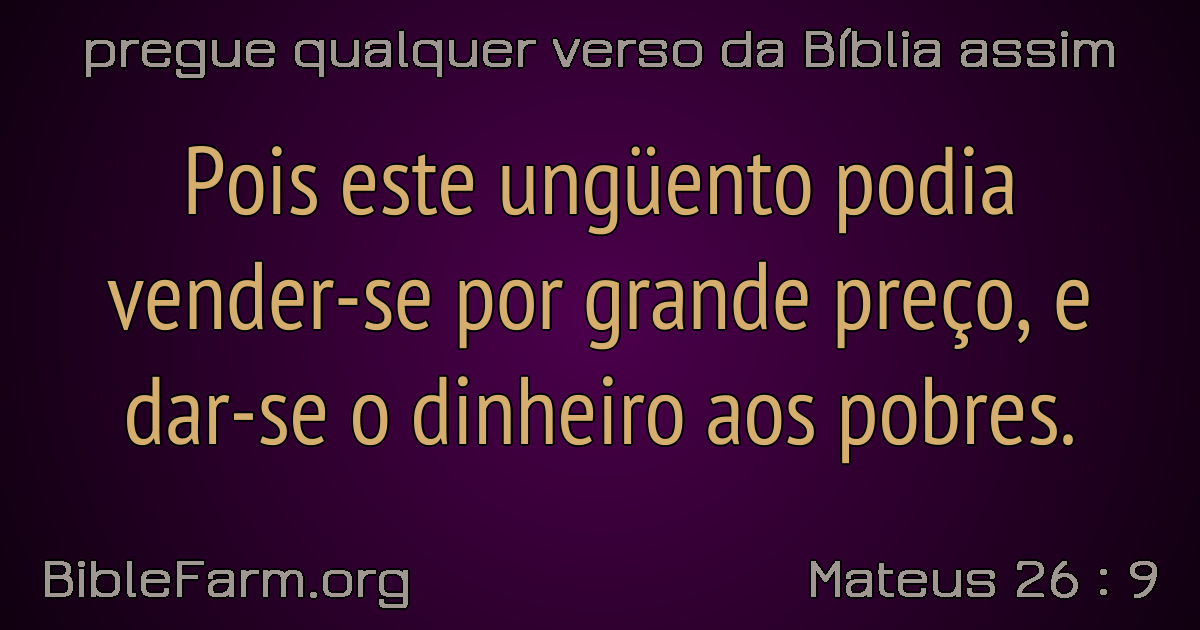 pregue qualquer verso da Bíblia assim
Pois este ungüento podia
vender-se por grande preço, e
dar-se o dinheiro aos pobres.
BibleFarm.org
Mateus 26 : 9